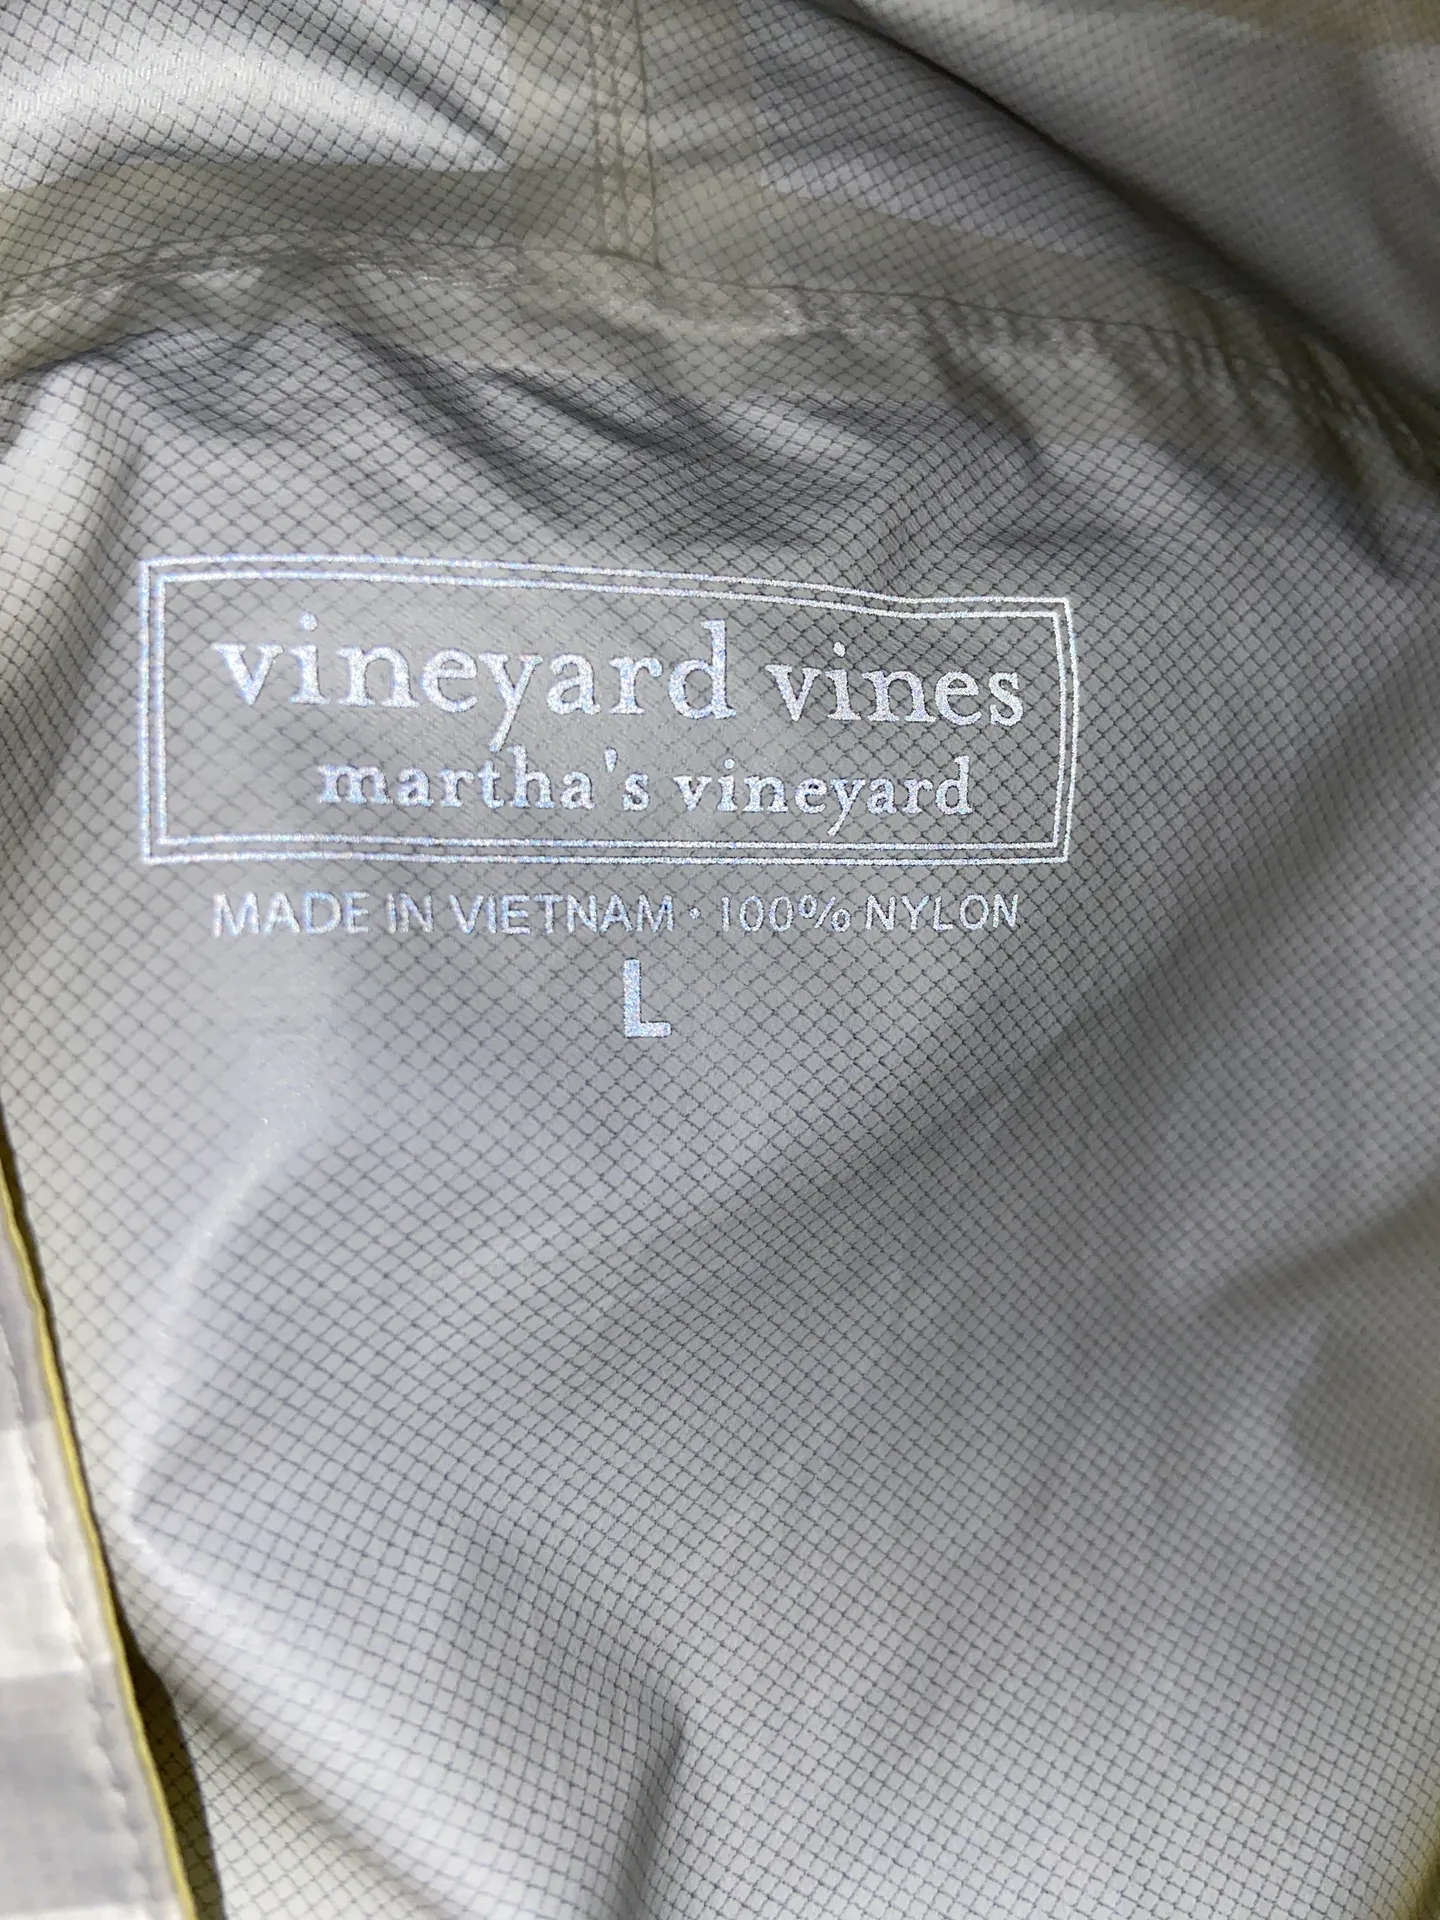 vineyard vines
martha's vineyard
MADE IN VIETNAM • 100% NYLON
L